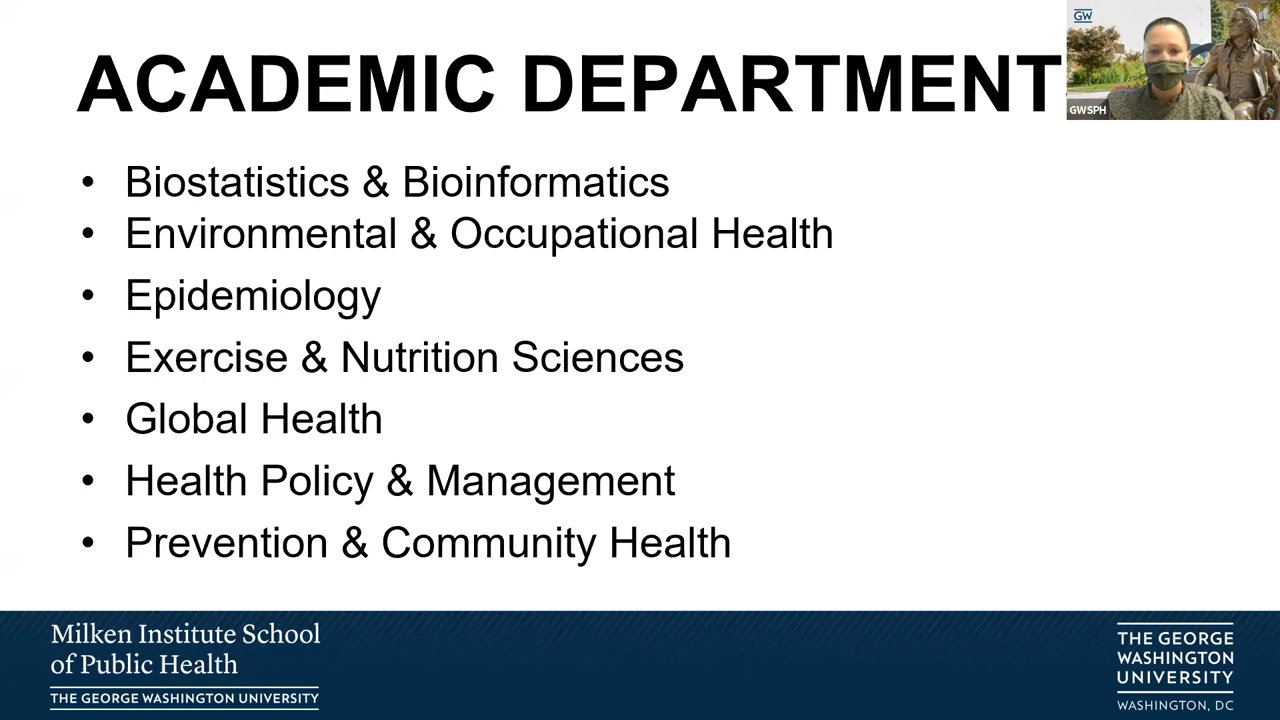 ACADEMIC DEPARTMENT
GW
GWSPH
• Biostatistics & Bioinformatics
• Environmental & Occupational Health
• Epidemiology
• Exercise & Nutrition Sciences
• Global Health
• Health Policy & Management
• Prevention & Community Health
Milken Institute School
of Public Health
THE GEORGE WASHINGTON UNIVERSITY
THE GEORGE
WASHINGTON
UNIVERSITY
WASHINGTON, DC